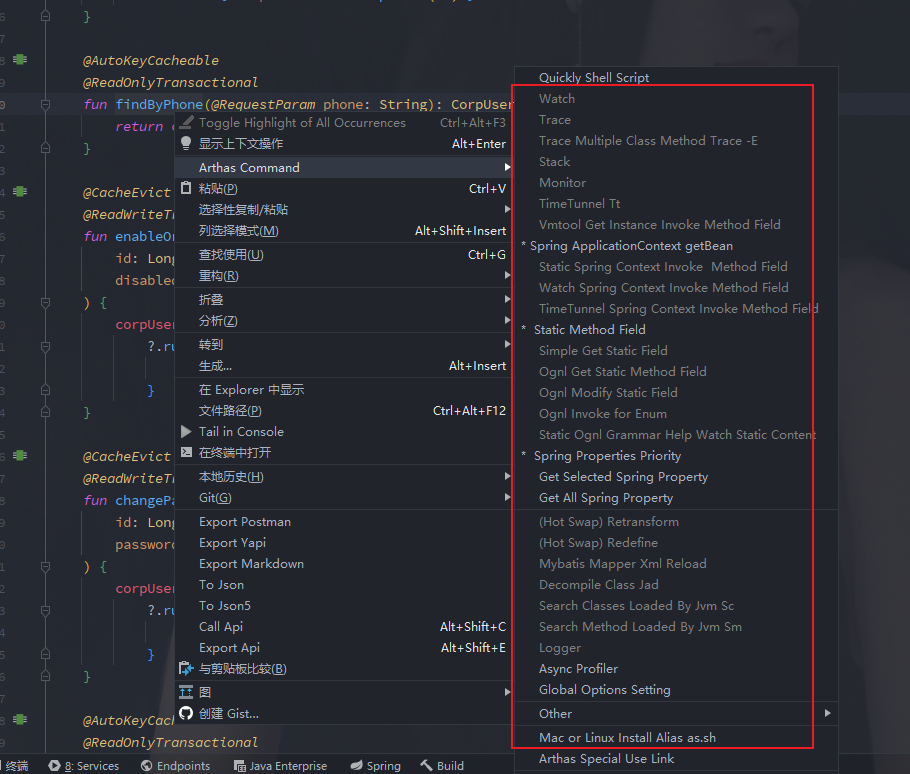 }
@AutoKeyCacheable
@ReadOnlyTransactional
fun findByPhone(@RequestParam phone: String): CorpUser
return
}
@CacheEvict
@ReadWriteT
fun enableOn
id: Long
disabled
) {
corpUser
?.ru
}
}
@CacheEvict
@ReadWriteT
fun changePa
id: Long
password
) {
corpUser
?.ru
}
}
@AutoKeyCach
@ReadOnlyTransactional
Toggle Highlight of All Occurrences Ctrl+Alt+F3
显示上下文操作 Alt+Enter
Arthas Command
粘贴(P) Ctrl+V
选择性复制/粘贴
列选择模式(M) Alt+Shift+Insert
查找使用(U) Ctrl+G
重构(R)
折叠
分析(Z)
转到
生成... Alt+Insert
在 Explorer 中显示
文件路径(P) Ctrl+Alt+F12
Tail in Console
在终端中打开
本地历史(H)
Git(G)
Export Postman
Export Yapi
Export Markdown
To Json
To Json5
Call Api Alt+Shift+C
Export Api Alt+Shift+E
与剪贴板比较(B)
图
创建 Gist...
Quickly Shell Script
Watch
Trace
Trace Multiple Class Method Trace -E
Stack
Monitor
TimeTunnel Tt
Vmtool Get Instance Invoke Method Field
* Spring ApplicationContext getBean
Static Spring Context Invoke  Method Field
Watch Spring Context Invoke Method Field
TimeTunnel Spring Context Invoke Method Field
* Static Method Field
Simple Get Static Field
Ognl Get Static Method Field
Ognl Modify Static Field
Ognl Invoke for Enum
Static Ognl Grammar Help Watch Static Content
* Spring Properties Priority
Get Selected Spring Property
Get All Spring Property
(Hot Swap) Retransform
(Hot Swap) Redefine
Mybatis Mapper Xml Reload
Decompile Class Jad
Search Classes Loaded By Jvm Sc
Search Method Loaded By Jvm Sm
Logger
Async Profiler
Global Options Setting
Other
Mac or Linux Install Alias as.sh
Arthas Special Use Link
终端 8: Services Endpoints Java Enterprise Spring Build